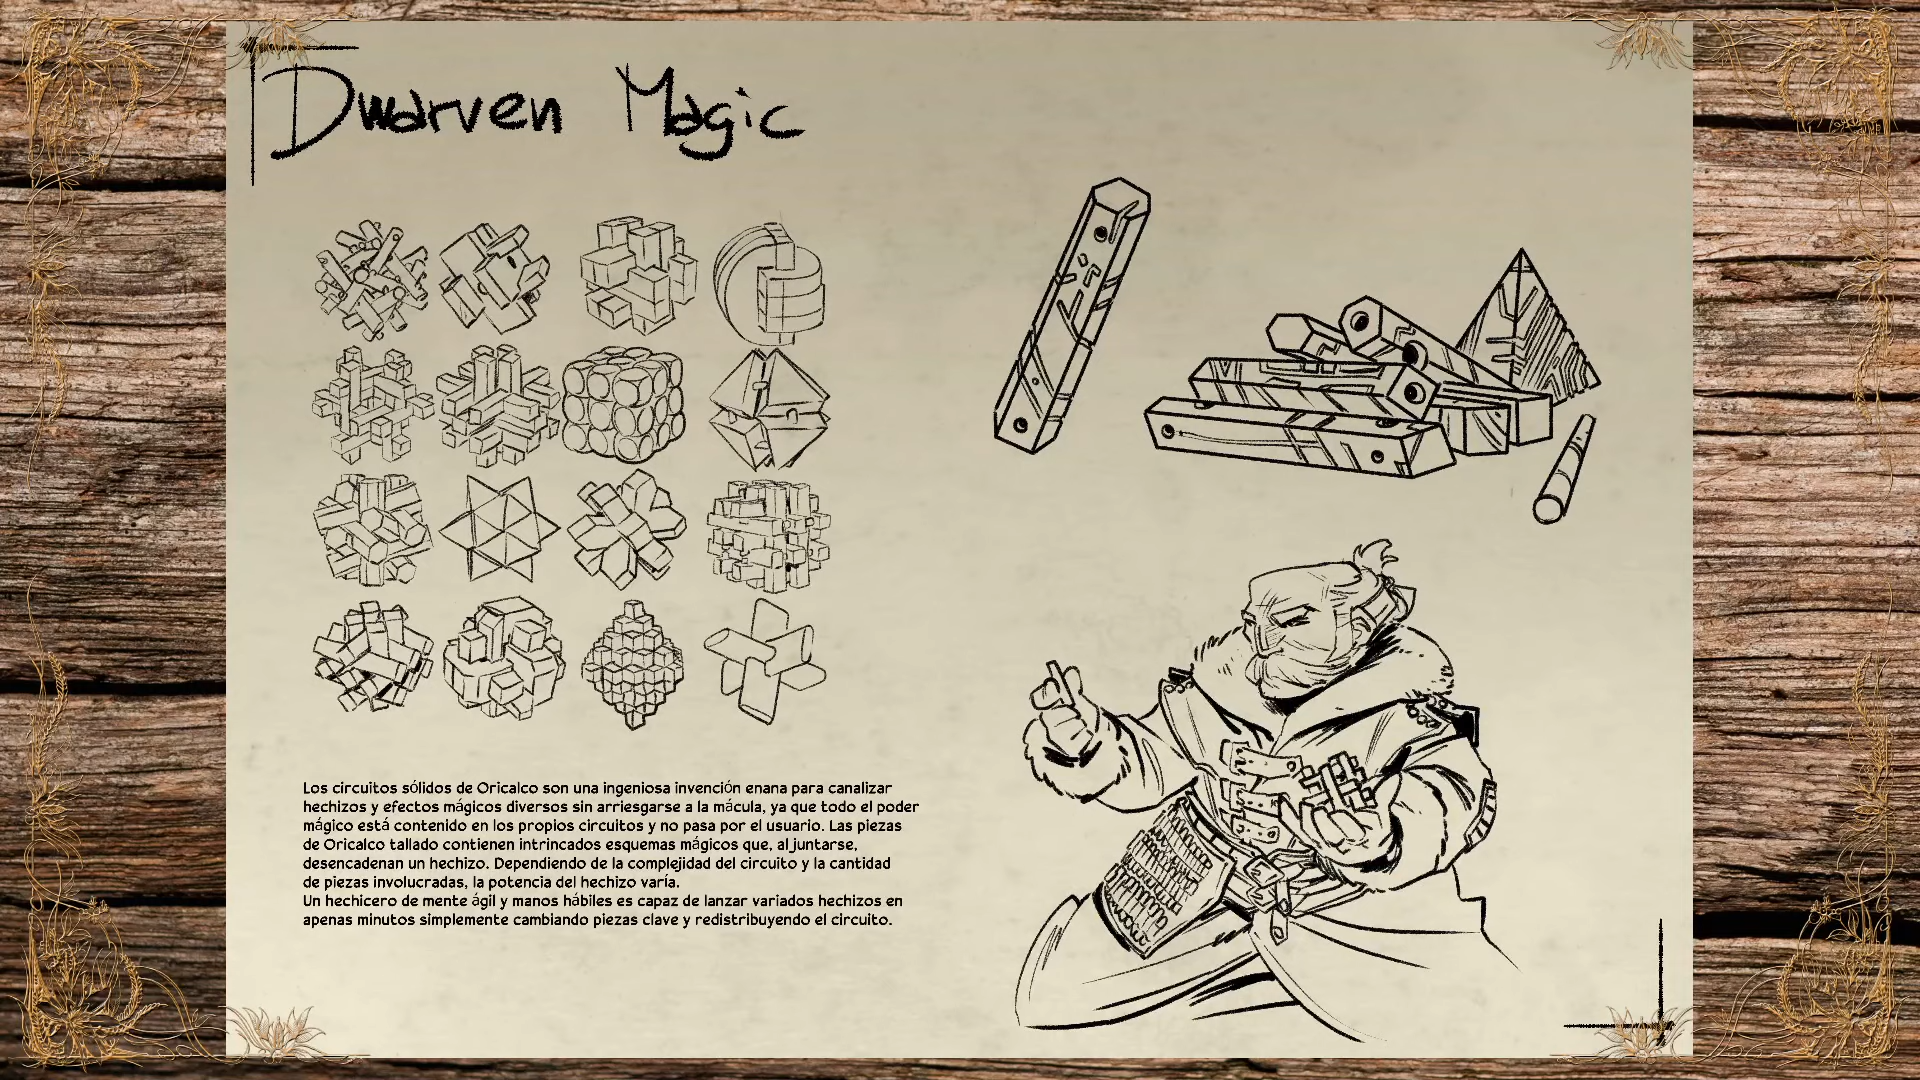 Dwarven Magic
Los circuitos sólidos de Oricalco son una ingeniosa invención enana para canalizar
hechizos y efectos mágicos diversos sin arriesgarse a la mácula, ya que todo el poder
mágico está contenido en los propios circuitos y no pasa por el usuario. Las piezas
de Oricalco tallado contienen intrincados esquemas mágicos que, al juntarse,
desencadenan un hechizo. Dependiendo de la complejidad del circuito y la cantidad
de piezas involucradas, la potencia del hechizo varía.
Un hechicero de mente ágil y manos hábiles es capaz de lanzar variados hechizos en
apenas minutos simplemente cambiando piezas clave y redistribuyendo el circuito.